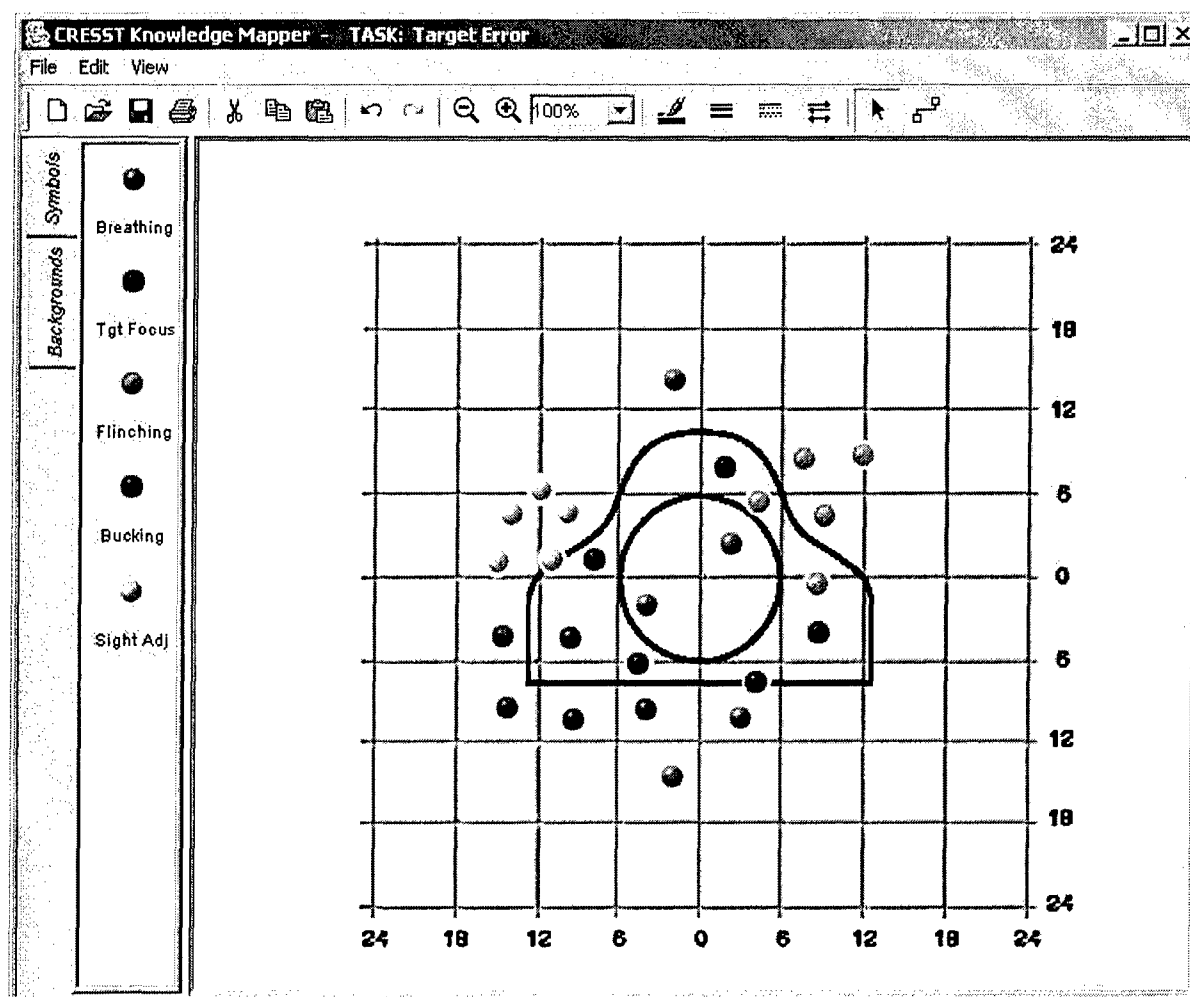 CRESST Knowledge Mapper - TASK: Target Error
File Edit View
100%
Symbols
Backgrounds
Breathing
Tgt Focus
Flinching
Bucking
Sight Adj
24
18
12
6
0
6
12
18
24
24 18 12 6 0 6 12 18 24